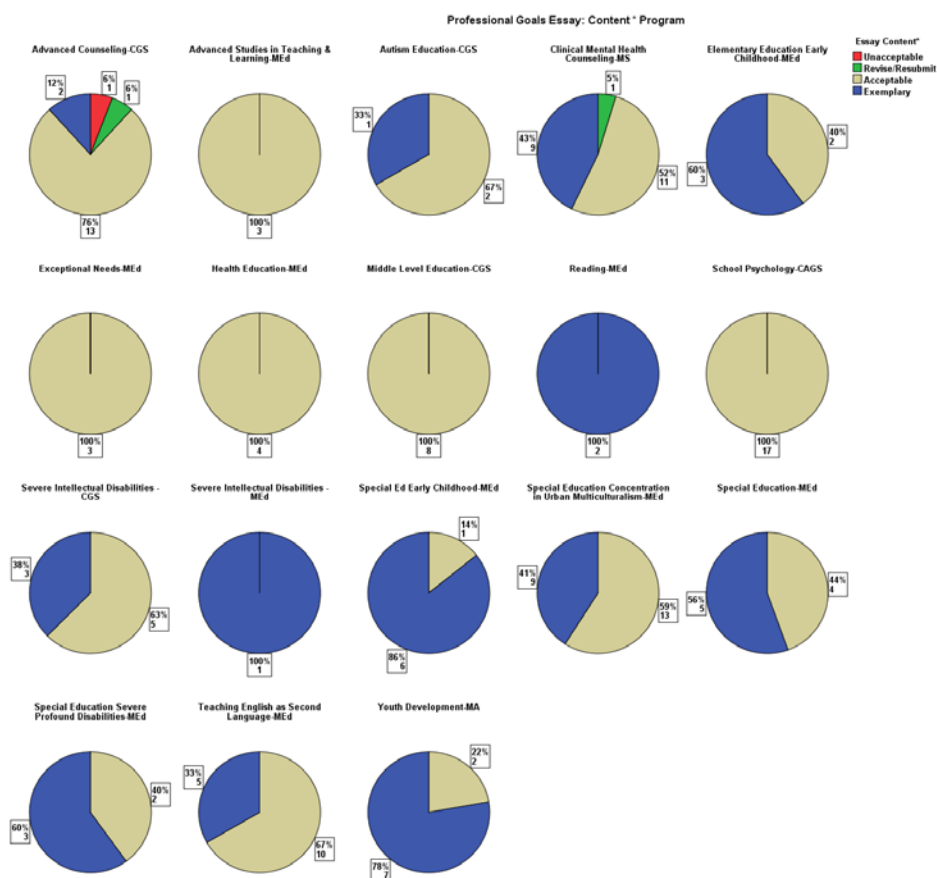 Professional Goals Essay: Content * Program
Essay Content*
Unacceptable
Revise/Resubmit
Acceptable
Exemplary
Advanced Counseling-CGS
12%
2
6%
1
6%
1
76%
13
Advanced Studies in Teaching &
Learning-MEd
100%
3
Autism Education-CGS
33%
1
67%
2
Clinical Mental Health
Counseling-MS
5%
1
43%
9
52%
11
Elementary Education Early
Childhood-MEd
40%
2
60%
3
Exceptional Needs-MEd
100%
3
Health Education-MEd
100%
4
Middle Level Education-CGS
100%
8
Reading-MEd
100%
2
School Psychology-CAGS
100%
17
Severe Intellectual Disabilities -
CGS
38%
3
63%
5
Severe Intellectual Disabilities -
MEd
100%
1
Special Ed Early Childhood-MEd
14%
1
86%
6
Special Education Concentration
in Urban Multiculturalism-MEd
41%
9
59%
13
Special Education-MEd
44%
4
56%
5
Special Education Severe
Profound Disabilities-MEd
40%
2
60%
3
Teaching English as Second
Language-MEd
33%
5
67%
10
Youth Development-MA
22%
2
78%
7